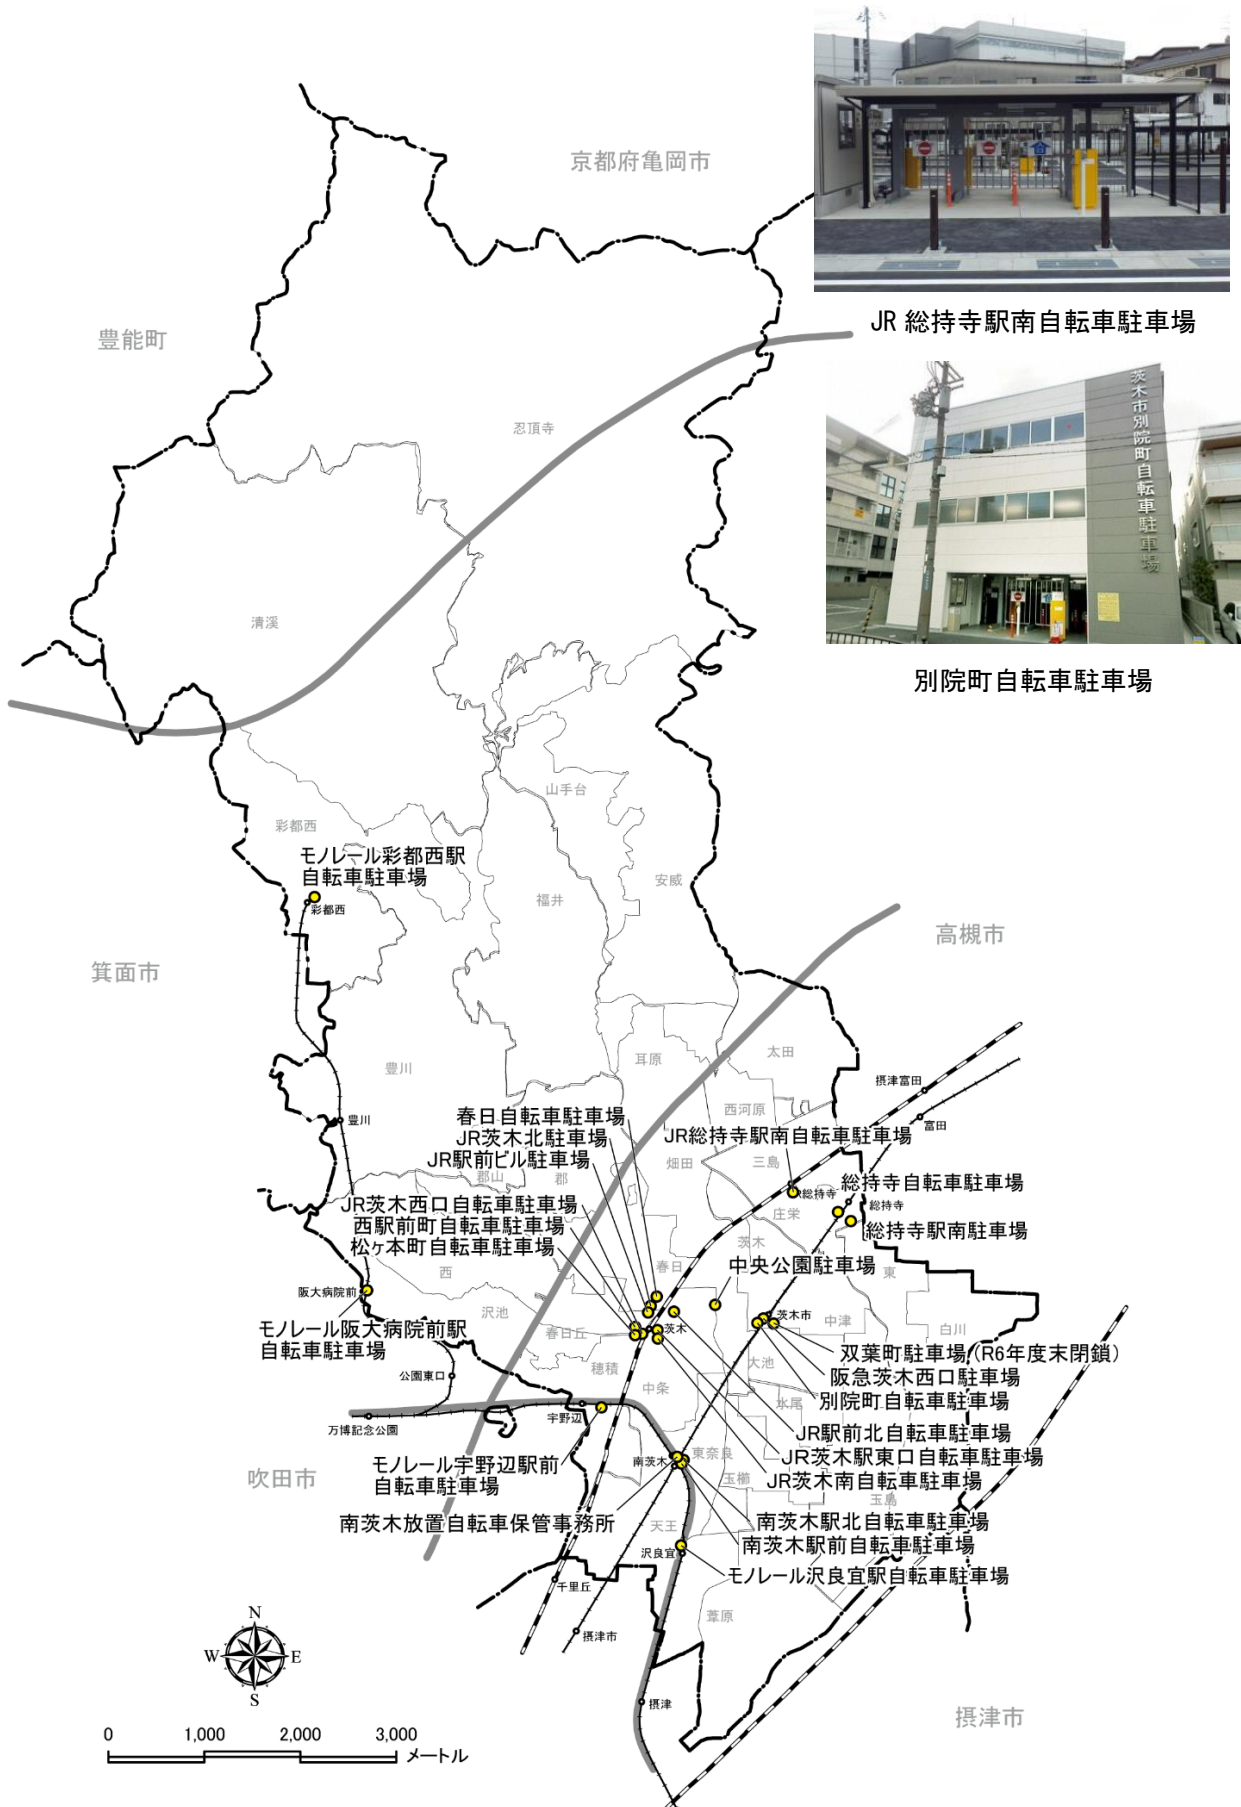 京都府亀岡市
JR総持寺駅南自転車駐車場
豊能町
茨木市別院町自転車駐車場
忍頂寺
清溪
別院町自転車駐車場
山手台
彩都西
モノレール彩都西駅
自転車駐車場
彩都西
安威
福井
高槻市
箕面市
太田
耳原
豊川
摂津富田
西河原
豊川
富田
春日自転車駐車場
JR茨木北駐車場
JR駅前ビル駐車場
JR総持寺駅南自転車駐車場
畑田
三島
郡山
郡
総持寺自転車駐車場
JR総持寺
総持寺
庄栄
総持寺駅南駐車場
JR茨木西口自転車駐車場
西駅前町自転車駐車場
松ヶ本町自転車駐車場
茨木
春日
中央公園駐車場
東
西
阪大病院前
沢池
モノレール阪大病院前駅
自転車駐車場
春日丘
茨木
茨木市
中津
白川
双葉町駐車場(R6年度末閉鎖)
阪急茨木西口駐車場
別院町自転車駐車場
穂積
大池
公園東口
中条
水尾
万博記念公園
宇野辺
JR駅前北自転車駐車場
JR茨木駅東口自転車駐車場
JR茨木南自転車駐車場
南茨木
東奈良
玉櫛
玉島
モノレール宇野辺駅前
自転車駐車場
吹田市
南茨木放置自転車保管事務所
天王
南茨木駅北自転車駐車場
南茨木駅前自転車駐車場
沢良宜
モノレール沢良宜駅自転車駐車場
千里丘
葦原
摂津市
N
W E
S
摂津
摂津市
0 1,000 2,000 3,000
メートル